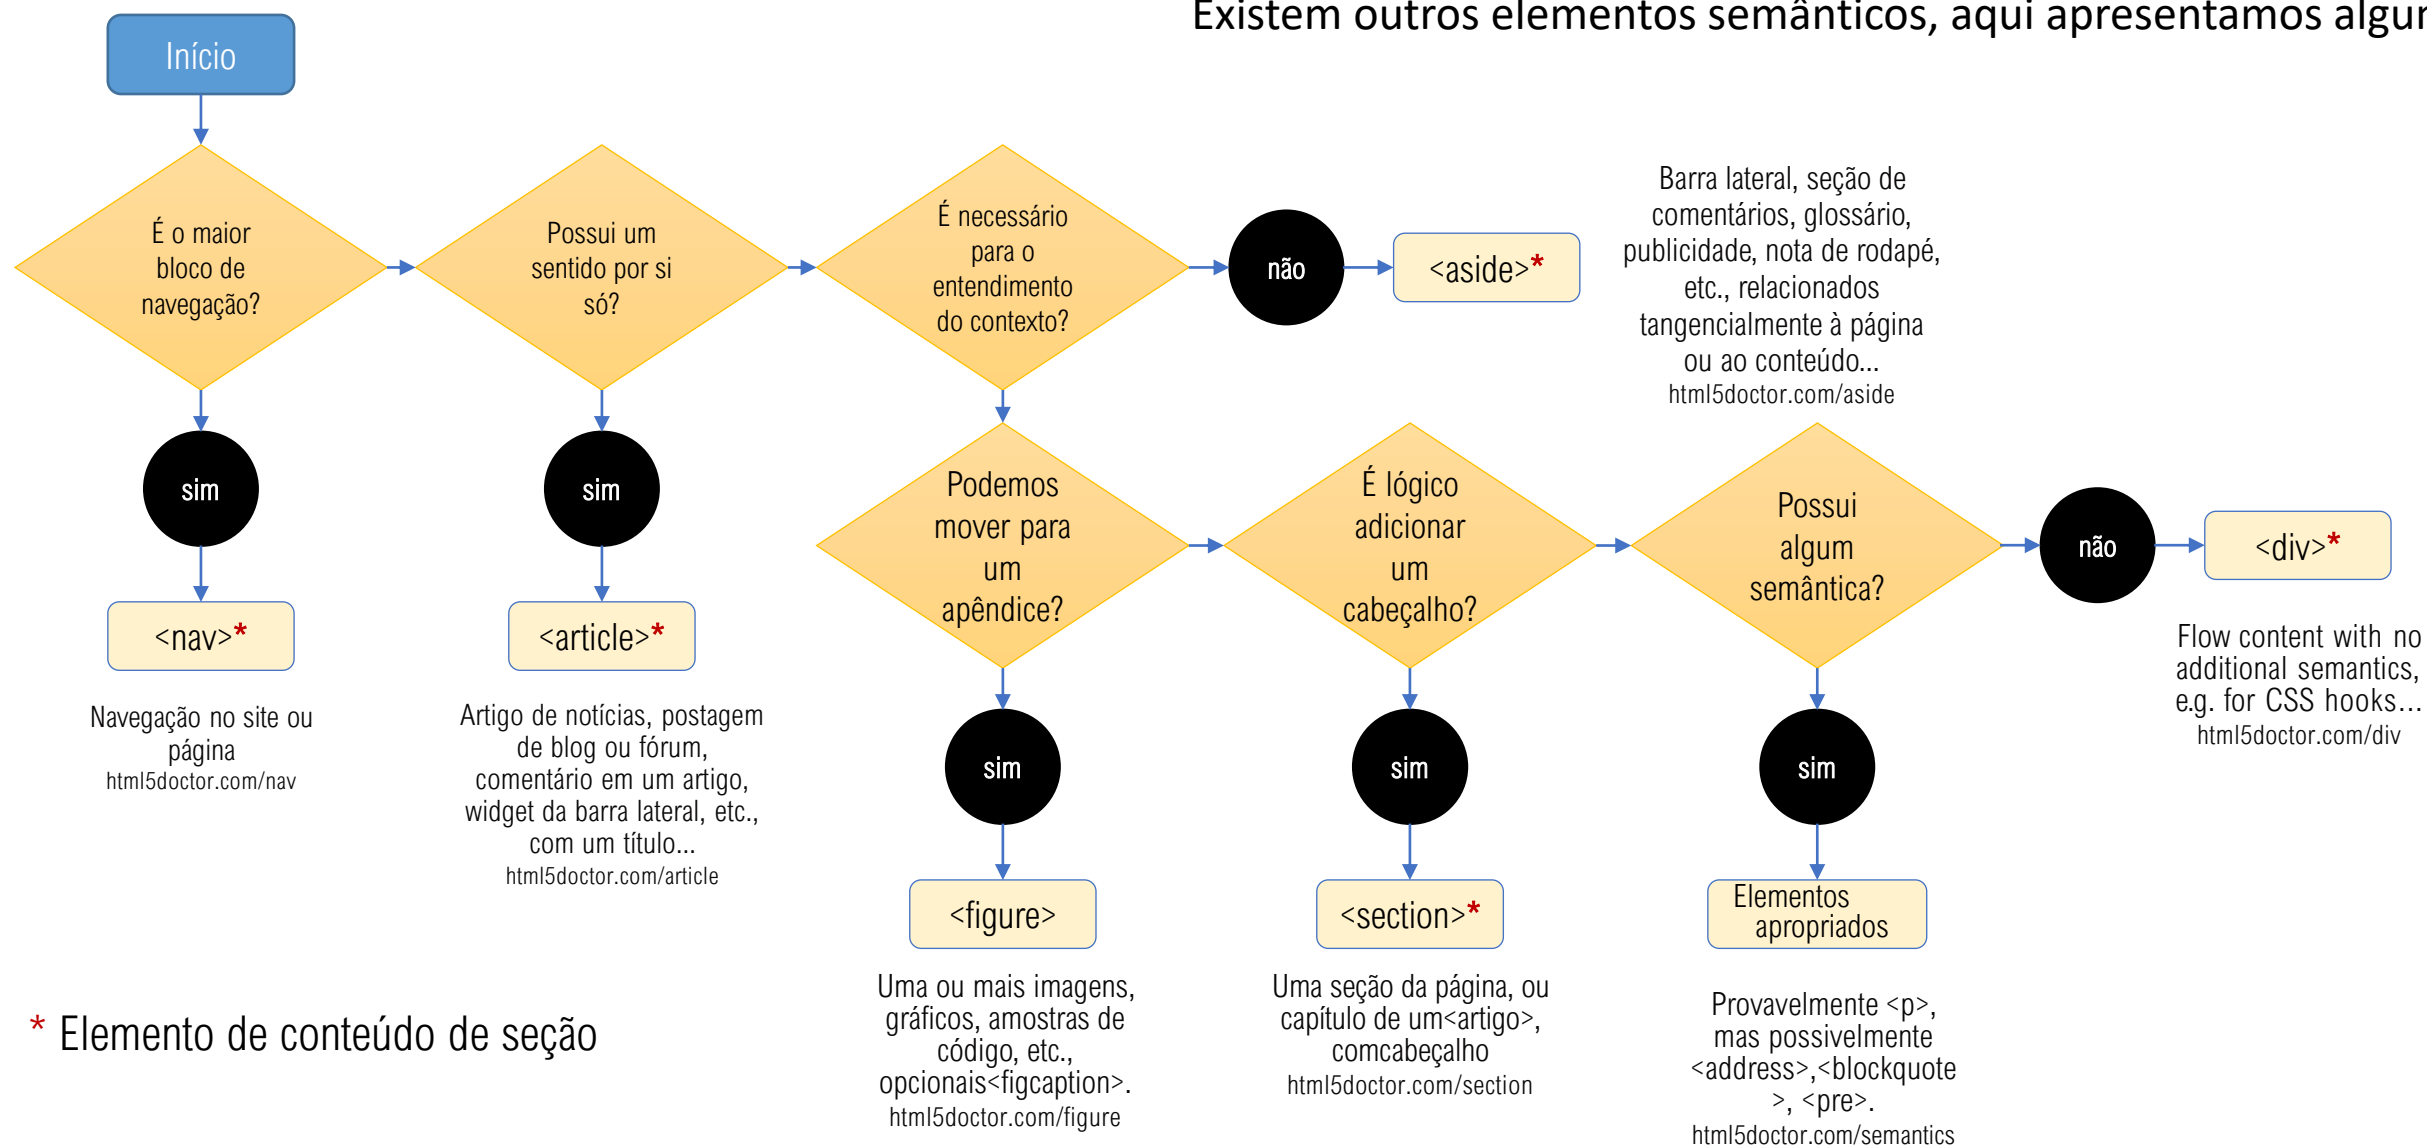 Existem outros elementos semânticos, aqui apresentamos algun
Início
É o maior
bloco de
navegação?
Possui um
sentido por si
só?
É necessário
para o
entendimento
do contexto?
não
<aside>*
Barra lateral, seção de
comentários, glossário,
publicidade, nota de rodapé,
etc., relacionados
tangencialmente à página
ou ao conteúdo...
html5doctor.com/aside
sim
sim
Podemos
mover para
um
apêndice?
É lógico
adicionar
um
cabeçalho?
Possui
algum
semântica?
não
<div>*
Flow content with no
additional semantics,
e.g. for CSS hooks...
html5doctor.com/div
<nav>*
Navegação no site ou
página
html5doctor.com/nav
<article>*
Artigo de notícias, postagem
de blog ou fórum,
comentário em um artigo,
widget da barra lateral, etc.,
com um título...
html5doctor.com/article
sim
sim
sim
<figure>
Uma ou mais imagens,
gráficos, amostras de
código, etc.,
opcionais<figcaption>.
html5doctor.com/figure
<section>*
Uma seção da página, ou
capítulo de um<artigo>,
comcabeçalho
html5doctor.com/section
Elementos
apropriados
Provavelmente <p>,
mas possivelmente
<address>,<blockquote
>, <pre>.
html5doctor.com/semantics
* Elemento de conteúdo de seção